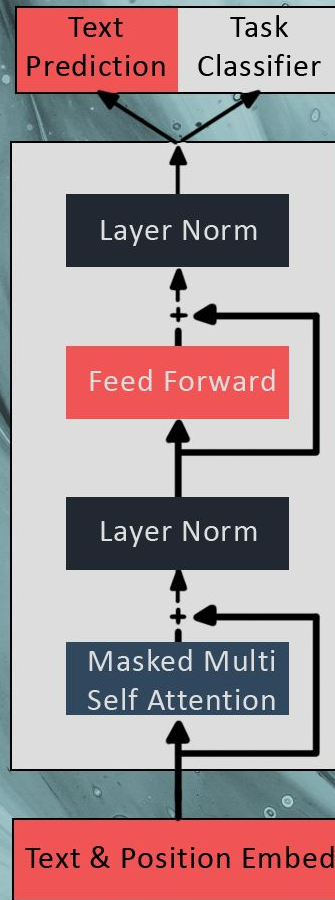 Text
Prediction
Task
Classifier
Layer Norm
+
Feed Forward
Layer Norm
+
Masked Multi
Self Attention
Text & Position Embed